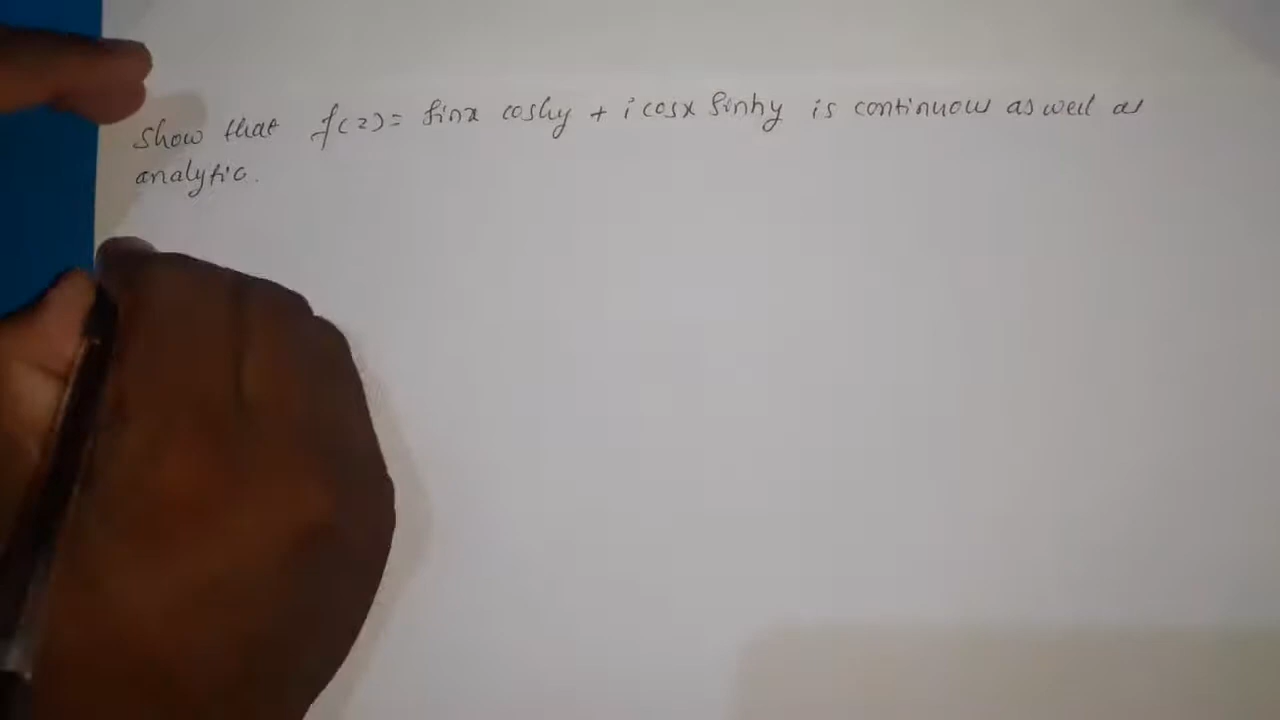 Show that f(z) = sinx coshy + i cosx sinhy is continuous as well as
analytic.